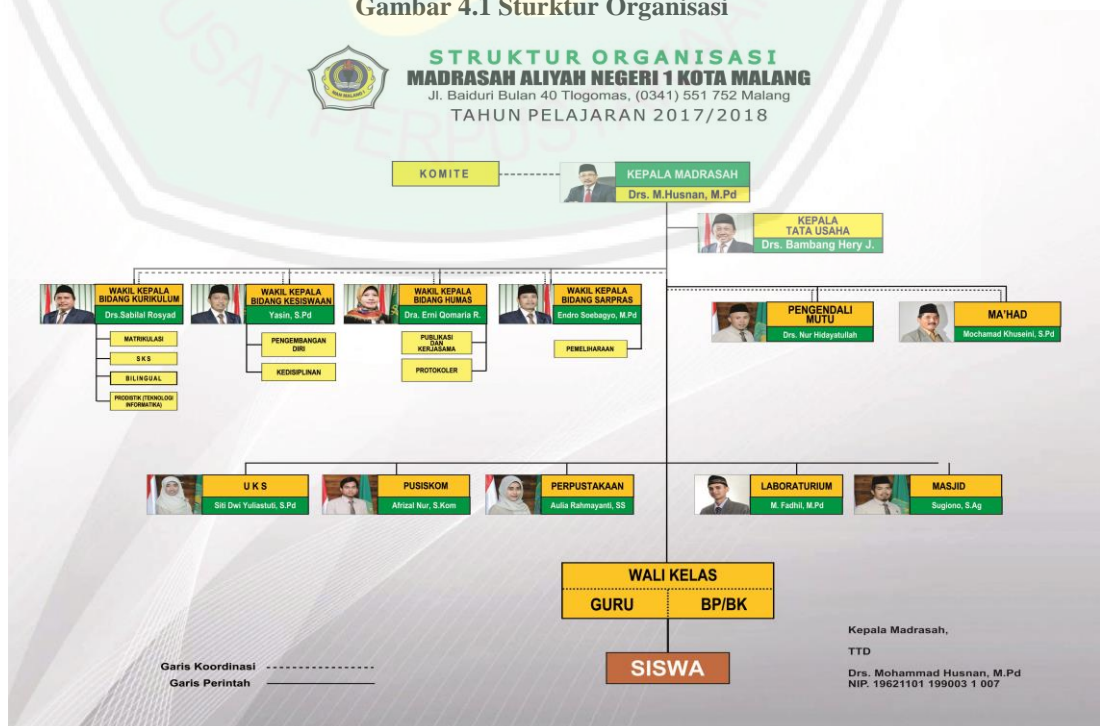 Gambar 4.1 Sturktur Organisasi
STRUKTUR ORGANISASI
MADRASAH ALIYAH NEGERI 1 KOTA MALANG
Jl. Baiduri Bulan 40 Tlogomas, (0341) 551 752 Malang
TAHUN PELAJARAN 2017/2018
MAN MALANG 1
PUSAT PERPUS
KOMITE
KEPALA MADRASAH
Drs. M.Husnan, M.Pd
KEPALA
TATA USAHA
Drs. Bambang Hery J.
WAKIL KEPALA
BIDANG KURIKULUM
Drs.Sabilal Rosyad
MATRIKULASI
SKS
BILINGUAL
PRODISTIK (TEKNOLOGI
INFORMATIKA)
WAKIL KEPALA
BIDANG KESISWAAN
Yasin, S.Pd
PENGEMBANGAN
DIRI
KEDISIPLINAN
WAKIL KEPALA
BIDANG HUMAS
Dra. Erni Qomaria R.
PUBLIKASI
DAN
KERJASAMA
PROTOKOLER
WAKIL KEPALA
BIDANG SARPRAS
Endro Soebagyo, M.Pd
PEMELIHARAAN
PENGENDALI
MUTU
Drs. Nur Hidayatullah
MA'HAD
Mochamad Khuseini, S.Pd
UKS
Siti Dwi Yuliastuti, S.Pd
PUSISKOM
Afrizal Nur, S.Kom
PERPUSTAKAAN
Aulia Rahmayanti, SS
LABORATURIUM
M. Fadhil, M.Pd
MASJID
Sugiono, S.Ag
WALI KELAS
GURU
BP/BK
SISWA
Garis Koordinasi
Garis Perintah
Kepala Madrasah,
TTD
Drs. Mohammad Husnan, M.Pd
NIP. 19621101 199003 1 007